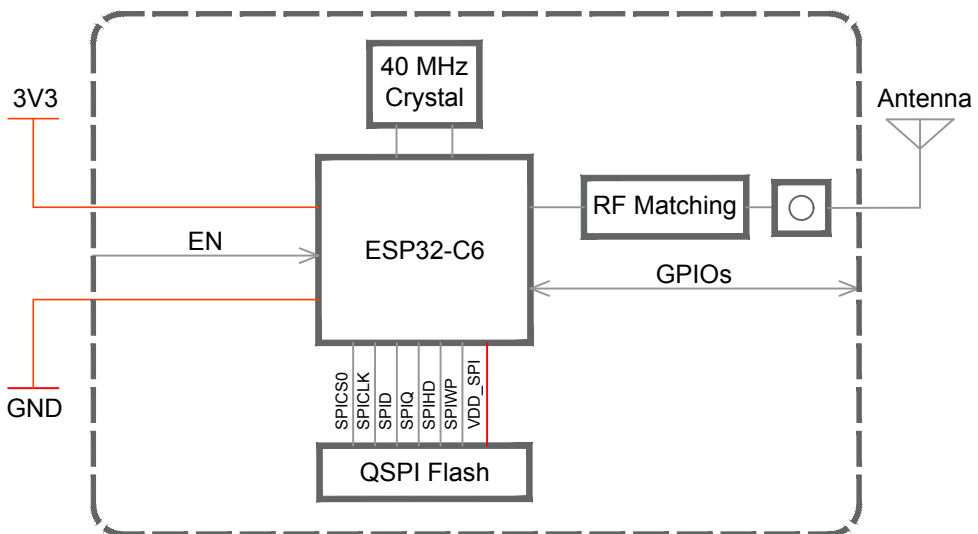 40 MHz
Crystal
3V3
Antenna
RF Matching
EN
ESP32-C6
GPIOs
SPICS0
SPICLK
SPID
SPIQ
SPIHD
SPIWP
VDD_SPI
GND
QSPI Flash